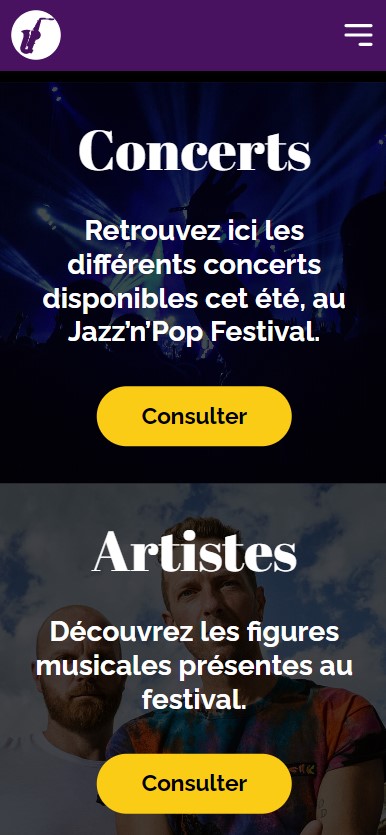 Concerts
Retrouvez ici les
différents concerts
disponibles cet été, au
Jazz’n’Pop Festival.
Consulter
Artistes
Découvrez les figures
musicales présentes au
festival.
Consulter